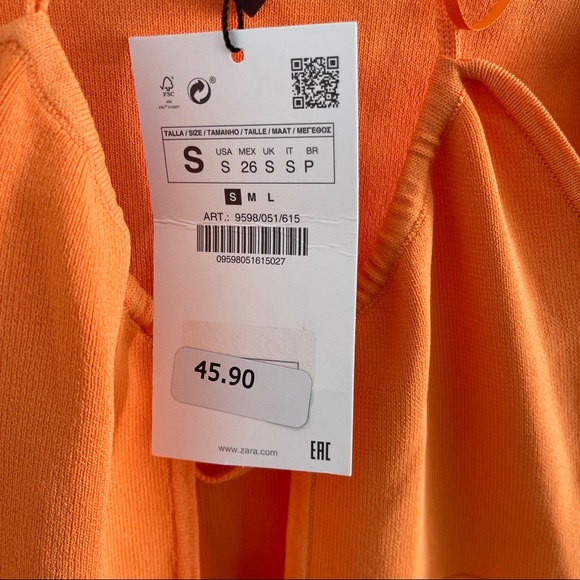 FSC
TALLA / SIZE / TAMANHO / TAILLE / MAAT / ΜΕΓΕΘΟΣ
S
USA MEX UK IT BR
S 26 S S P
S M L
ART.: 9598/051/615
09598051615027
45.90
www.zara.com
EAC